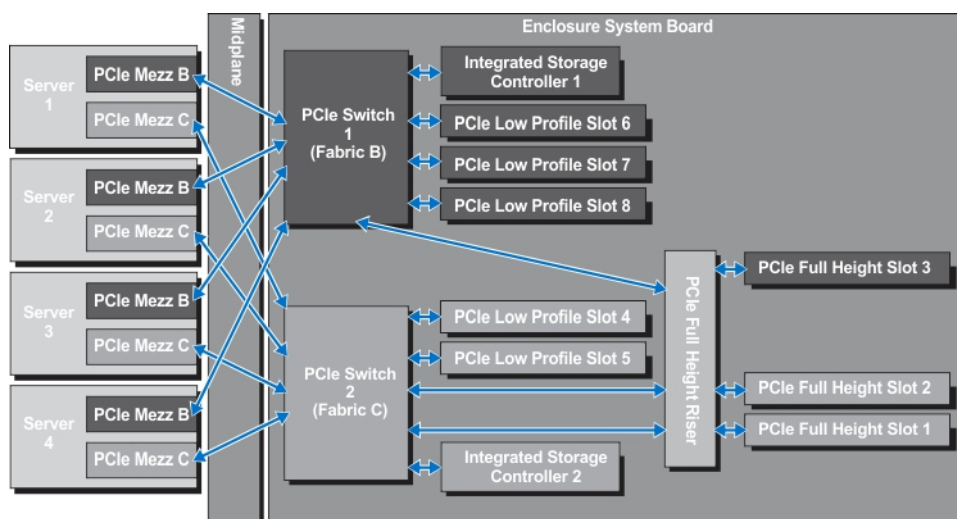 Midplane
Enclosure System Board
Server
1
PCIe Mezz B
PCIe Mezz C
Server
2
PCIe Mezz B
PCIe Mezz C
Server
3
PCIe Mezz B
PCIe Mezz C
Server
4
PCIe Mezz B
PCIe Mezz C
PCIe Switch
1
(Fabric B)
Integrated Storage
Controller 1
PCIe Low Profile Slot 6
PCIe Low Profile Slot 7
PCIe Low Profile Slot 8
PCIe Switch
2
(Fabric C)
PCIe Low Profile Slot 4
PCIe Low Profile Slot 5
Integrated Storage
Controller 2
PCIe Full Height Riser
PCIe Full Height Slot 3
PCIe Full Height Slot 2
PCIe Full Height Slot 1